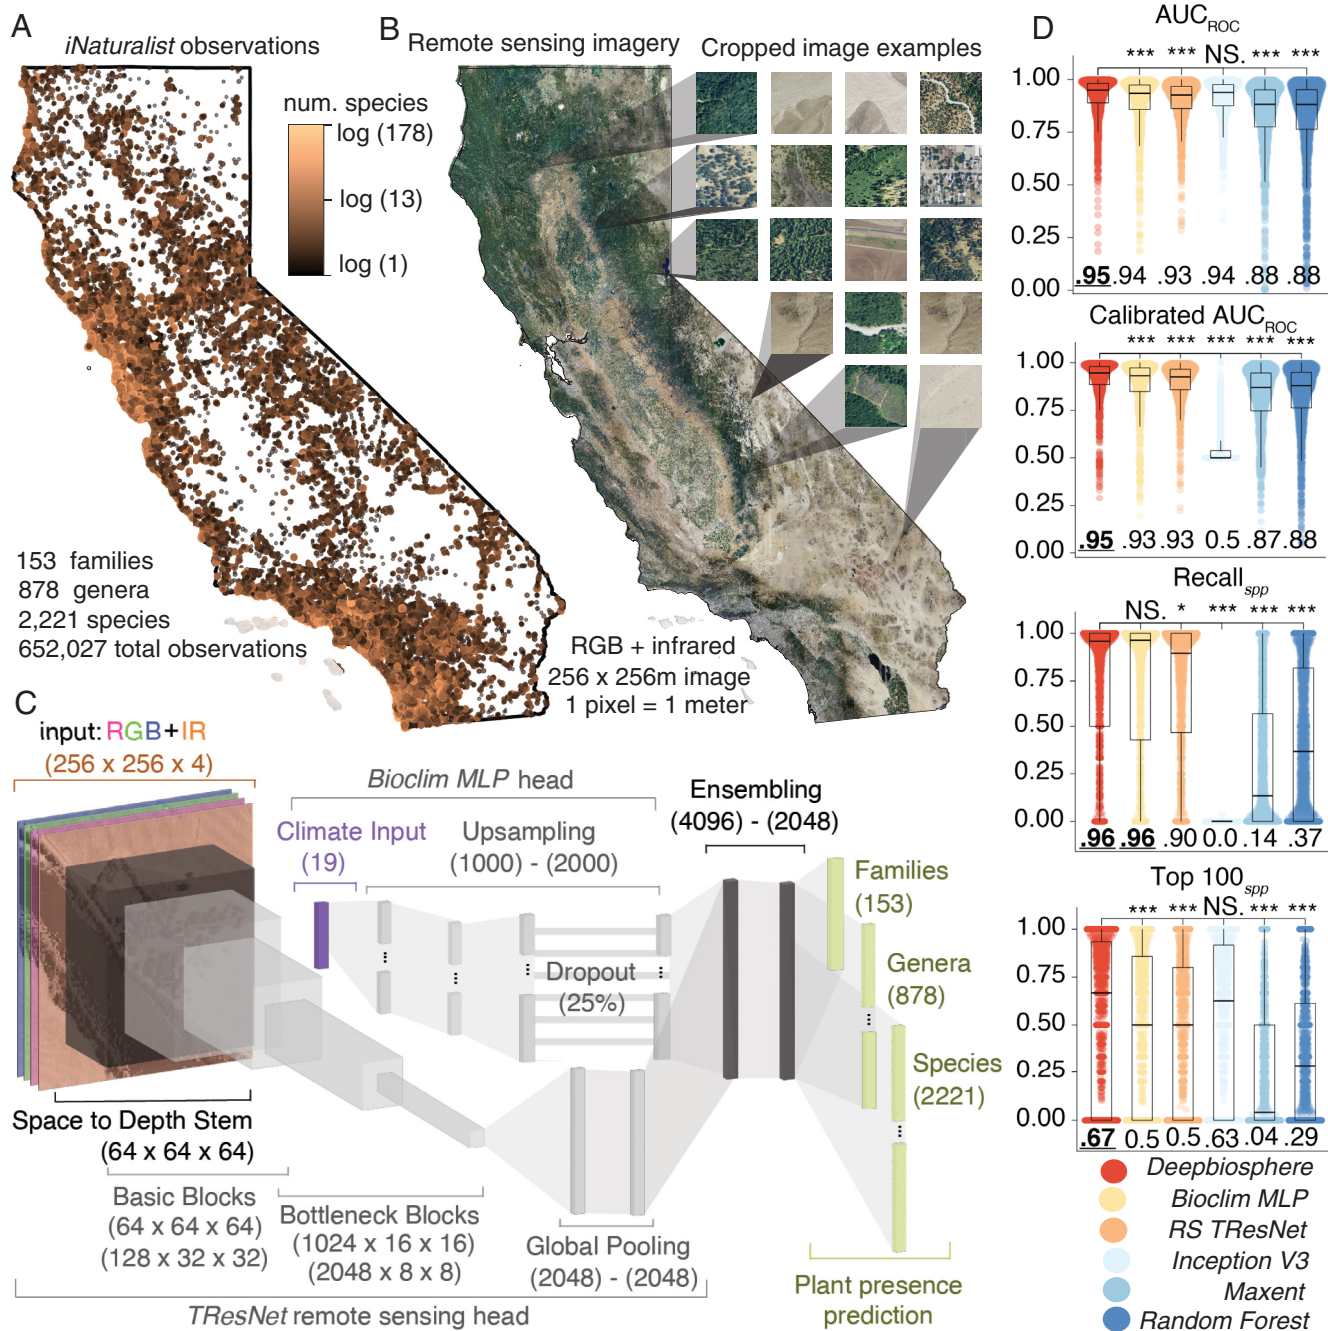 A
iNaturalist observations
num. species
log (178)
log (13)
log (1)
153 families
878 genera
2,221 species
652,027 total observations
B
Remote sensing imagery
Cropped image examples
RGB + infrared
256 x 256m image
1 pixel = 1 meter
C
input: RGB+IR
(256 x 256 x 4)
Bioclim MLP head
Climate Input
(19)
Upsampling
(1000) - (2000)
Dropout
(25%)
Ensembling
(4096) - (2048)
Families
(153)
Genera
(878)
Species
(2221)
Space to Depth Stem
(64 x 64 x 64)
Basic Blocks
(64 x 64 x 64)
(128 x 32 x 32)
Bottleneck Blocks
(1024 x 16 x 16)
(2048 x 8 x 8)
Global Pooling
(2048) - (2048)
TResNet remote sensing head
Plant presence
prediction
D
AUC_ROC
*** *** NS. *** ***
1.00
0.75
0.50
0.25
0.00
.95 .94 .93 .94 .88 .88
Calibrated AUC_ROC
*** *** *** *** ***
1.00
0.75
0.50
0.25
0.00
.95 .93 .93 0.5 .87 .88
Recall_spp
NS. * *** *** ***
1.00
0.75
0.50
0.25
0.00
.96 .96 .90 0.0 .14 .37
Top 100_spp
*** *** NS. *** ***
1.00
0.75
0.50
0.25
0.00
.67 0.5 0.5 .63 .04 .29
Deepbiosphere
Bioclim MLP
RS TResNet
Inception V3
Maxent
Random Forest